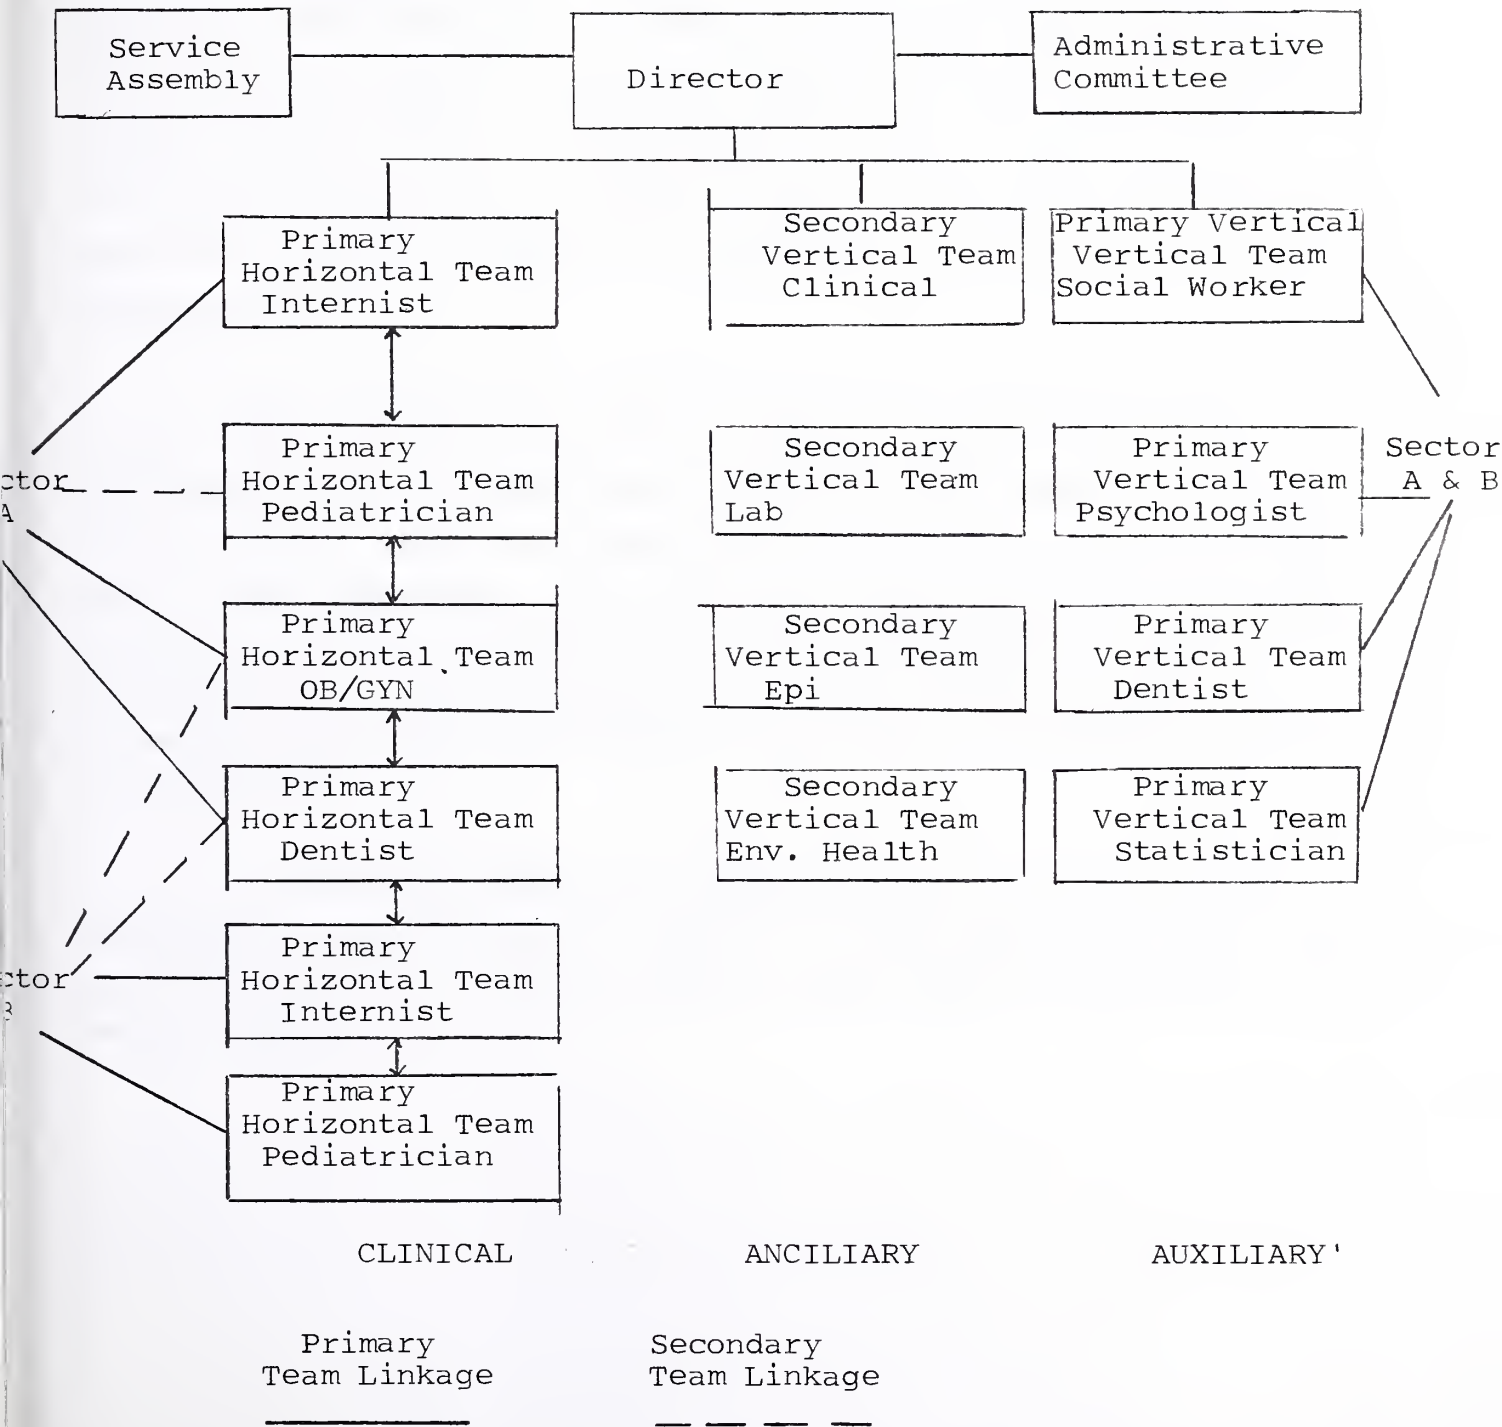 Service
Assembly
Director
Administrative
Committee
Primary
Horizontal Team
Internist
Secondary
Vertical Team
Clinical
Primary Vertical
Vertical Team
Social Worker
Primary
Horizontal Team
Pediatrician
Secondary
Vertical Team
Lab
Primary
Vertical Team
Psychologist
Sector
A & B
ctor
A
Primary
Horizontal Team
OB/GYN
Secondary
Vertical Team
Epi
Primary
Vertical Team
Dentist
Primary
Horizontal Team
Dentist
Secondary
Vertical Team
Env. Health
Primary
Vertical Team
Statistician
ctor
Primary
Horizontal Team
Internist
Primary
Horizontal Team
Pediatrician
CLINICAL
ANCILIARY
AUXILIARY'
Primary
Team Linkage
Secondary
Team Linkage